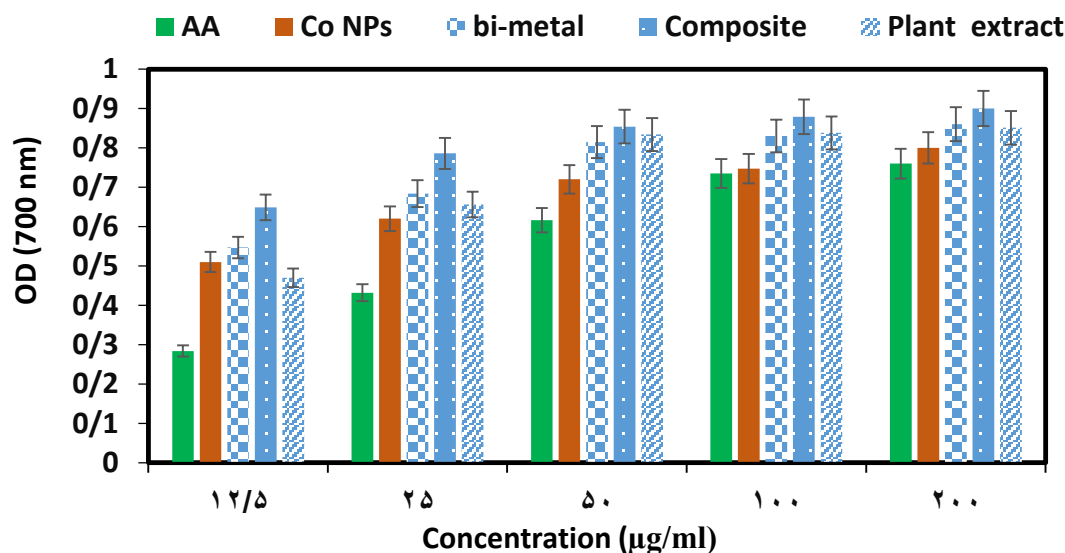 AA Co NPs bi-metal Composite Plant extract
1
0/9
0/8
0/7
0/6
0/5
0/4
0/3
0/2
0/1
0
OD (700 nm)
۱۲/۵ ۲۵ ۵۰ ۱۰۰ ۲۰۰
Concentration (µg/ml)